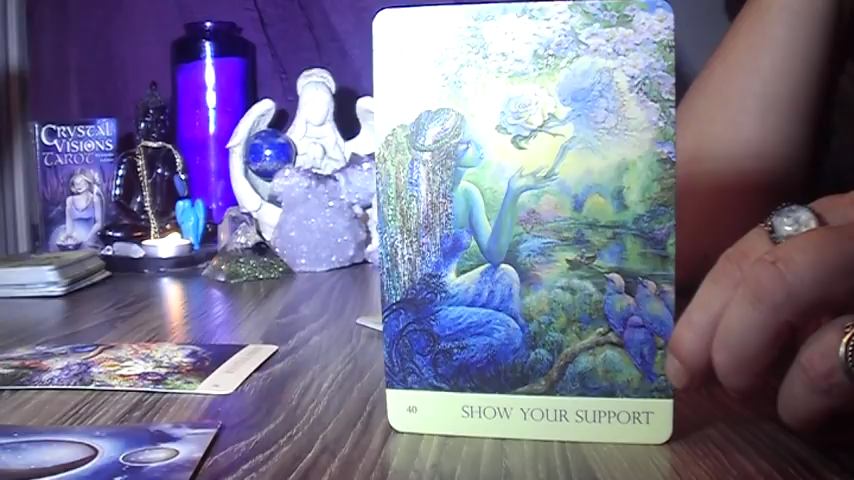 CRYSTAL
VISIONS
TAROT
40 SHOW YOUR SUPPORT